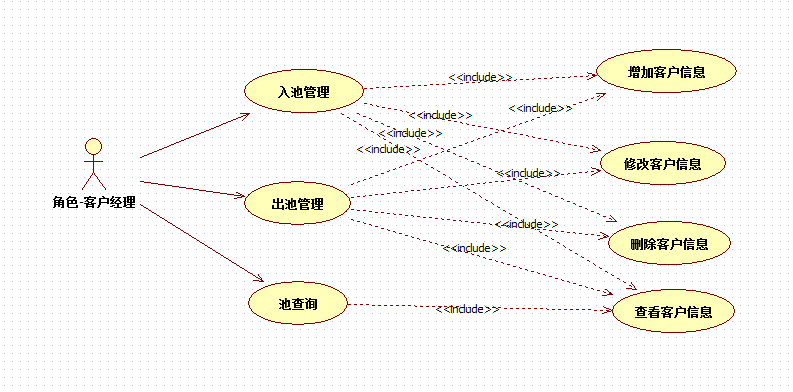 增加客户信息
<<include>>
入池管理
<<include>>
<<include>>
<<include>>
<<include>>
修改客户信息
<<include>>
角色-客户经理
出池管理
<<include>>
删除客户信息
<<include>>
池查询
<<include>>
查看客户信息